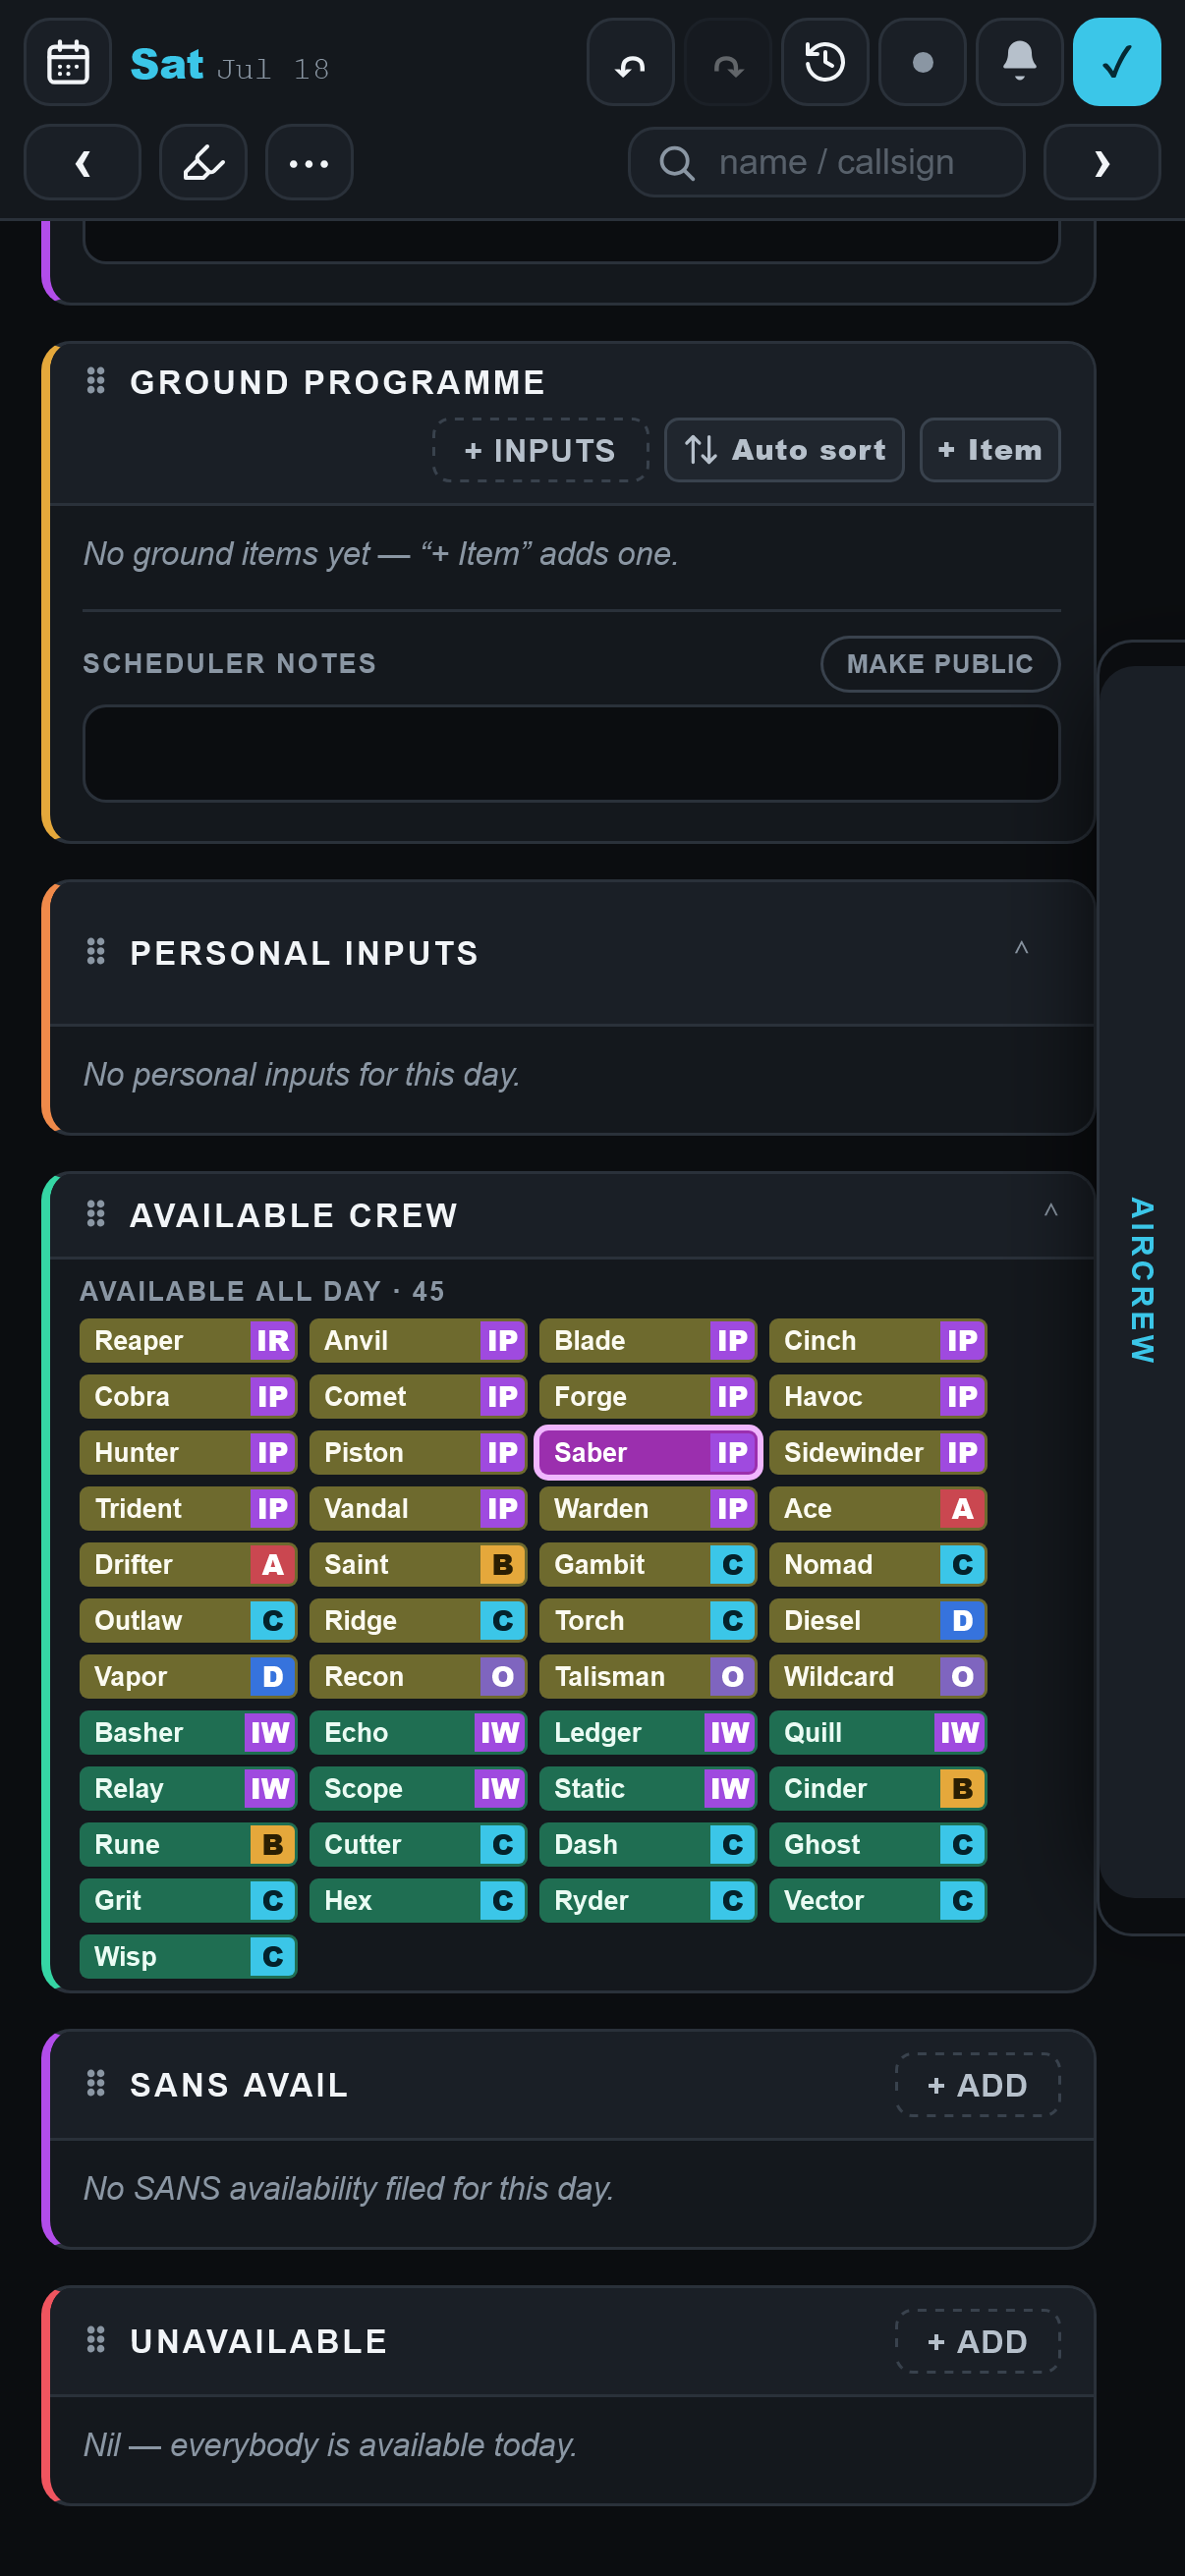 Sat Jul 18
name / callsign
GROUND PROGRAMME
+ INPUTS Auto sort + Item
No ground items yet — “+ Item” adds one.
SCHEDULER NOTES MAKE PUBLIC
PERSONAL INPUTS
No personal inputs for this day.
AIRCREW
AVAILABLE CREW
AVAILABLE ALL DAY · 45
Reaper IR Anvil IP Blade IP Cinch IP
Cobra IP Comet IP Forge IP Havoc IP
Hunter IP Piston IP Saber IP Sidewinder IP
Trident IP Vandal IP Warden IP Ace A
Drifter A Saint B Gambit C Nomad C
Outlaw C Ridge C Torch C Diesel D
Vapor D Recon O Talisman O Wildcard O
Basher IW Echo IW Ledger IW Quill IW
Relay IW Scope IW Static IW Cinder B
Rune B Cutter C Dash C Ghost C
Grit C Hex C Ryder C Vector C
Wisp C
SANS AVAIL + ADD
No SANS availability filed for this day.
UNAVAILABLE + ADD
Nil — everybody is available today.